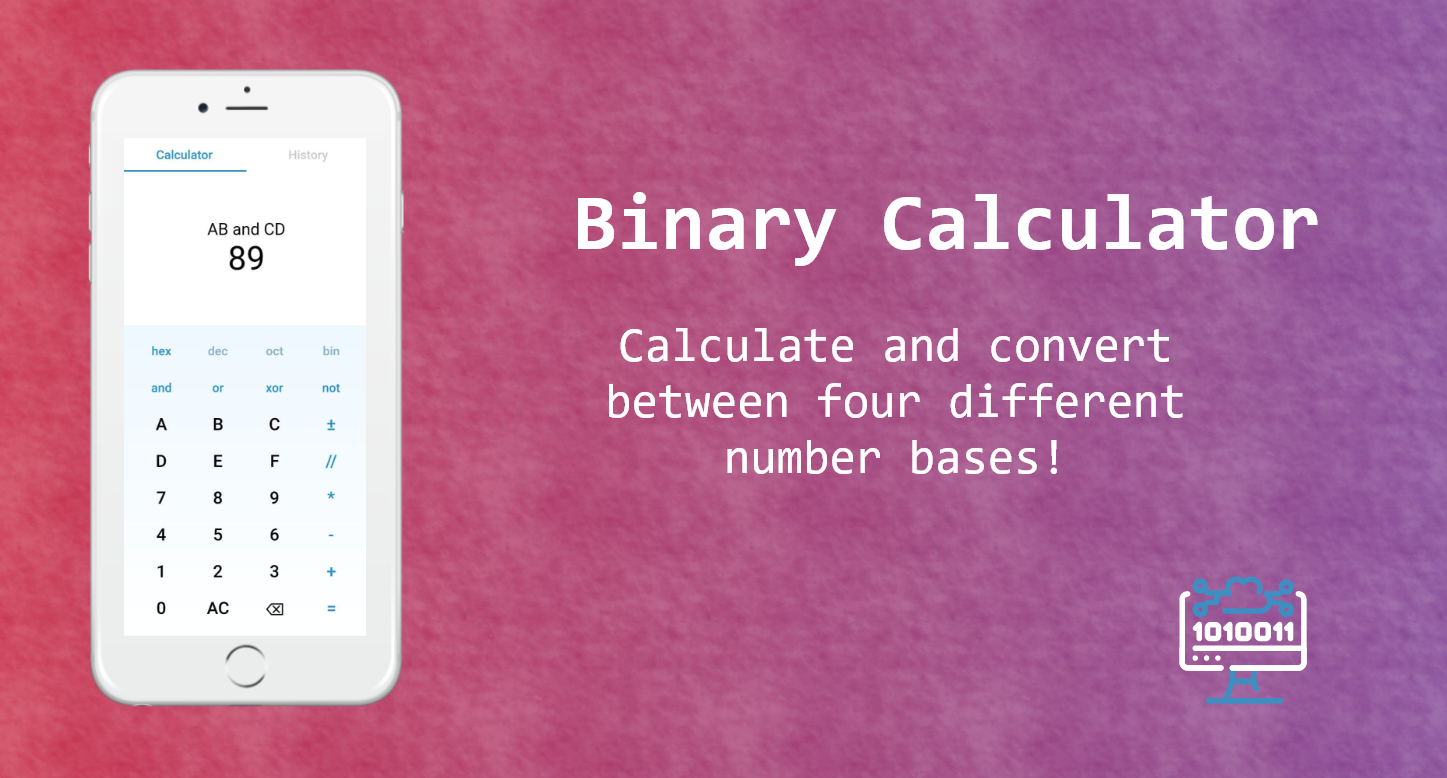 Calculator History
AB and CD
89
hex dec oct bin
and or xor not
A B C ±
D E F //
7 8 9 *
4 5 6 -
1 2 3 +
0 AC =
Binary Calculator
Calculate and convert
between four different
number bases!
1010011